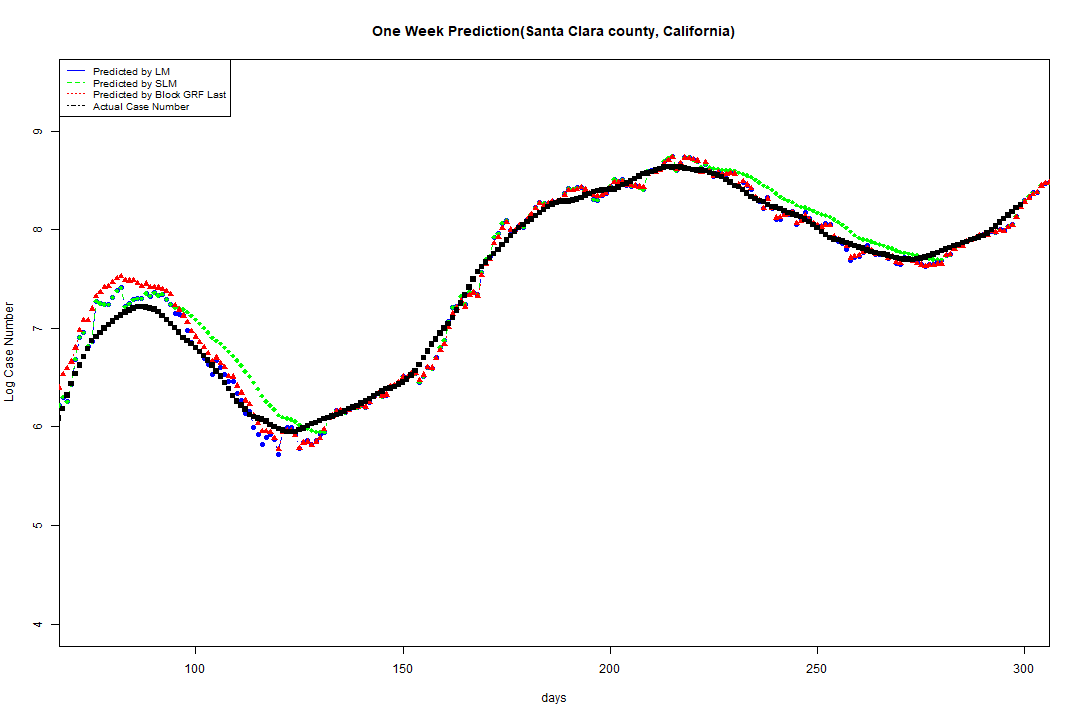 One Week Prediction(Santa Clara county, California)
Predicted by LM
Predicted by SLM
Predicted by Block GRF Last
Actual Case Number
9
8
7
6
5
4
Log Case Number
100 150 200 250 300
days